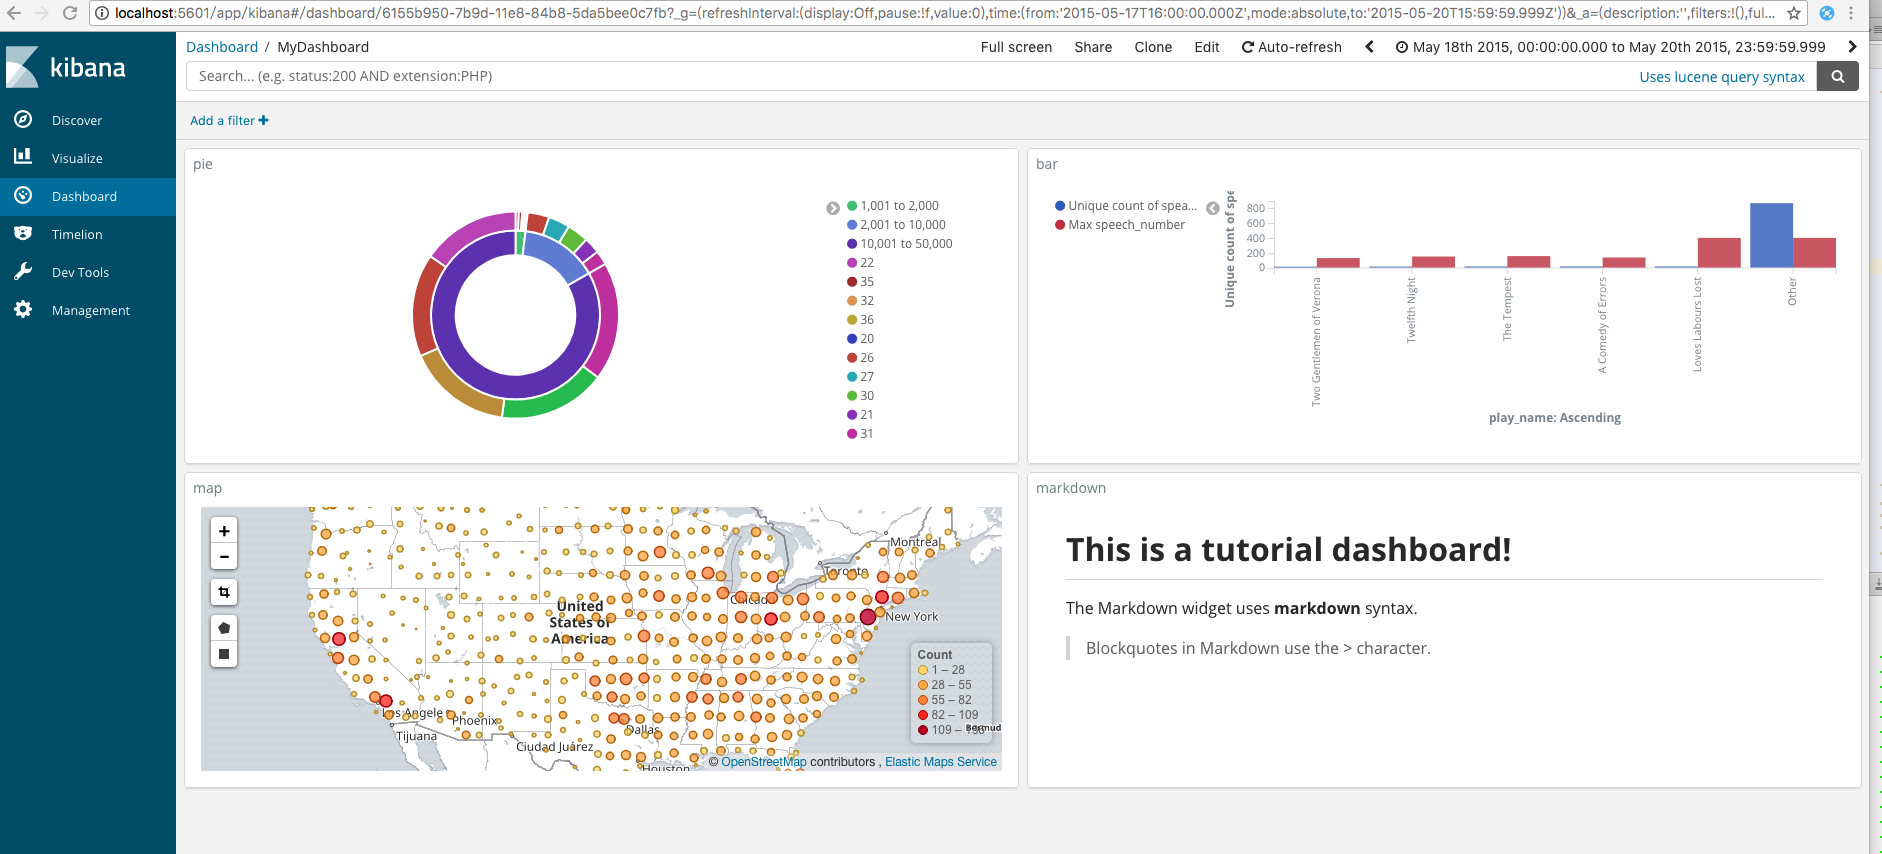 localhost:5601/app/kibana#/dashboard/6155b950-7b9d-11e8-84b8-5da5bee0c7fb?_g=(refreshInterval:(display:Off,pause:!f,value:0),time:(from:'2015-05-17T16:00:00.000Z',mode:absolute,to:'2015-05-20T15:59:59.999Z'))&_a=(description:'',filters:!(),ful...
kibana
Discover
Visualize
Dashboard
Timelion
Dev Tools
Management
Dashboard / MyDashboard
Full screen Share Clone Edit Auto-refresh May 18th 2015, 00:00:00.000 to May 20th 2015, 23:59:59.999
Search... (e.g. status:200 AND extension:PHP)
Uses lucene query syntax
Add a filter
pie
1,001 to 2,000
2,001 to 10,000
10,001 to 50,000
22
35
32
36
20
26
27
30
21
31
bar
Unique count of spea...
Max speech_number
Unique count of spe
800
600
400
200
0
Two Gentlemen of Verona
Twelfth Night
The Tempest
A Comedy of Errors
Loves Labours Lost
Other
play_name: Ascending
map
+
−
Montréal
Toronto
Chicago
New York
United
States of
America
Los Angele
Phoenix
Tijuana
Ciudad Juárez
Dallas
Houston
Bermud
Count
1 – 28
28 – 55
55 – 82
82 – 109
109 –
© OpenStreetMap contributors , Elastic Maps Service
markdown
This is a tutorial dashboard!
The Markdown widget uses markdown syntax.
Blockquotes in Markdown use the > character.